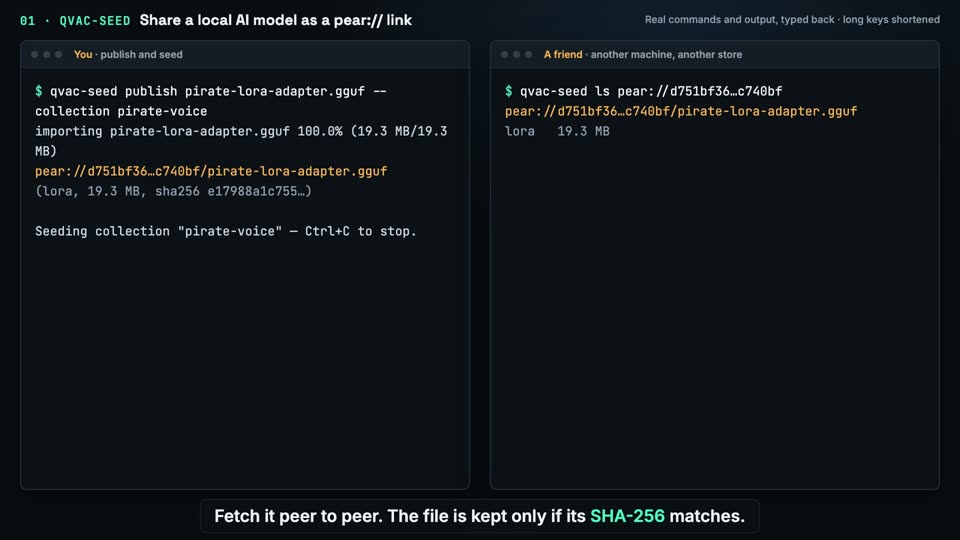 01 · QVAC-SEED Share a local AI model as a pear:// link
Real commands and output, typed back · long keys shortened
You · publish and seed
$ qvac-seed publish pirate-lora-adapter.gguf --
collection pirate-voice
importing pirate-lora-adapter.gguf 100.0% (19.3 MB/19.3
MB)
pear://d751bf36…c740bf/pirate-lora-adapter.gguf
(lora, 19.3 MB, sha256 e17988a1c755…)
Seeding collection "pirate-voice" — Ctrl+C to stop.
A friend · another machine, another store
$ qvac-seed ls pear://d751bf36…c740bf
pear://d751bf36…c740bf/pirate-lora-adapter.gguf
lora 19.3 MB
Fetch it peer to peer. The file is kept only if its SHA-256 matches.